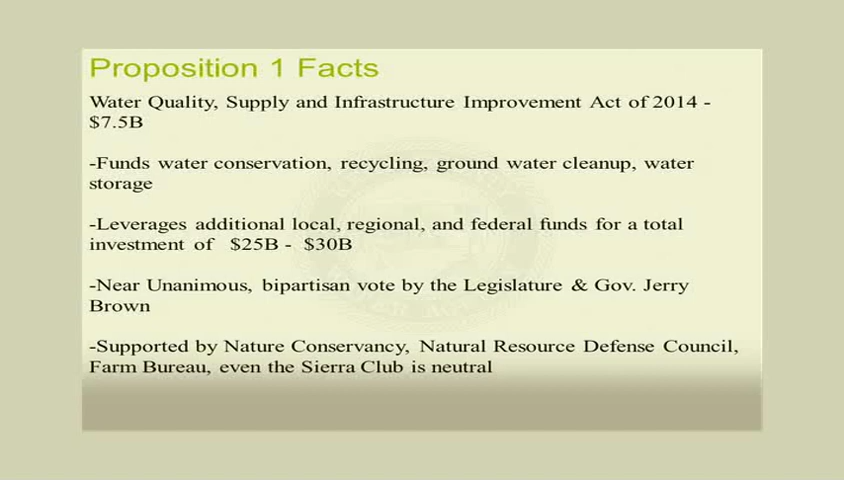 Proposition 1 Facts
Water Quality, Supply and Infrastructure Improvement Act of 2014 -
$7.5B
-Funds water conservation, recycling, ground water cleanup, water
storage
-Leverages additional local, regional, and federal funds for a total
investment of $25B - $30B
-Near Unanimous, bipartisan vote by the Legislature & Gov. Jerry
Brown
-Supported by Nature Conservancy, Natural Resource Defense Council,
Farm Bureau, even the Sierra Club is neutral